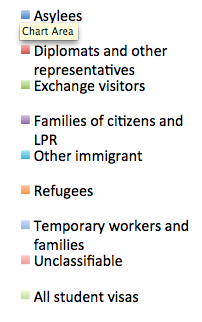 Asylees
Chart Area
Diplomats and other
representatives
Exchange visitors
Families of citizens and
LPR
Other immigrant
Refugees
Temporary workers and
families
Unclassifiable
All student visas